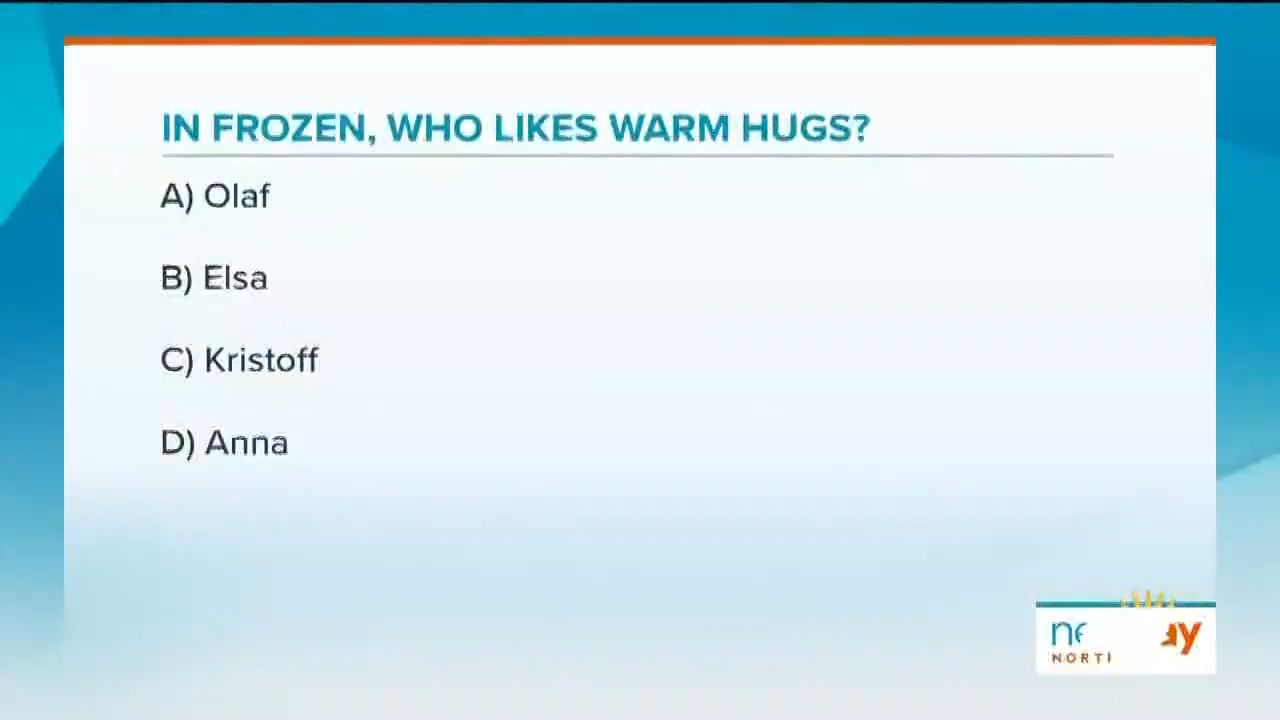 IN FROZEN, WHO LIKES WARM HUGS?
A) Olaf
B) Elsa
C) Kristoff
D) Anna